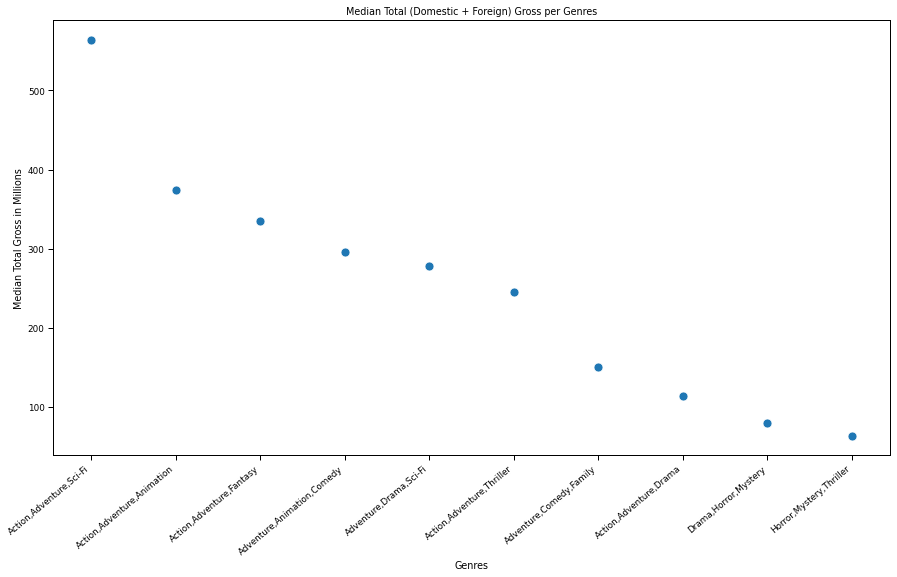 Median Total (Domestic + Foreign) Gross per Genres
Median Total Gross in Millions
500
400
300
200
100
Action,Adventure,Sci-Fi
Action,Adventure,Animation
Action,Adventure,Fantasy
Adventure,Animation,Comedy
Adventure,Drama,Sci-Fi
Action,Adventure,Thriller
Adventure,Comedy,Family
Action,Adventure,Drama
Drama,Horror,Mystery
Horror,Mystery,Thriller
Genres